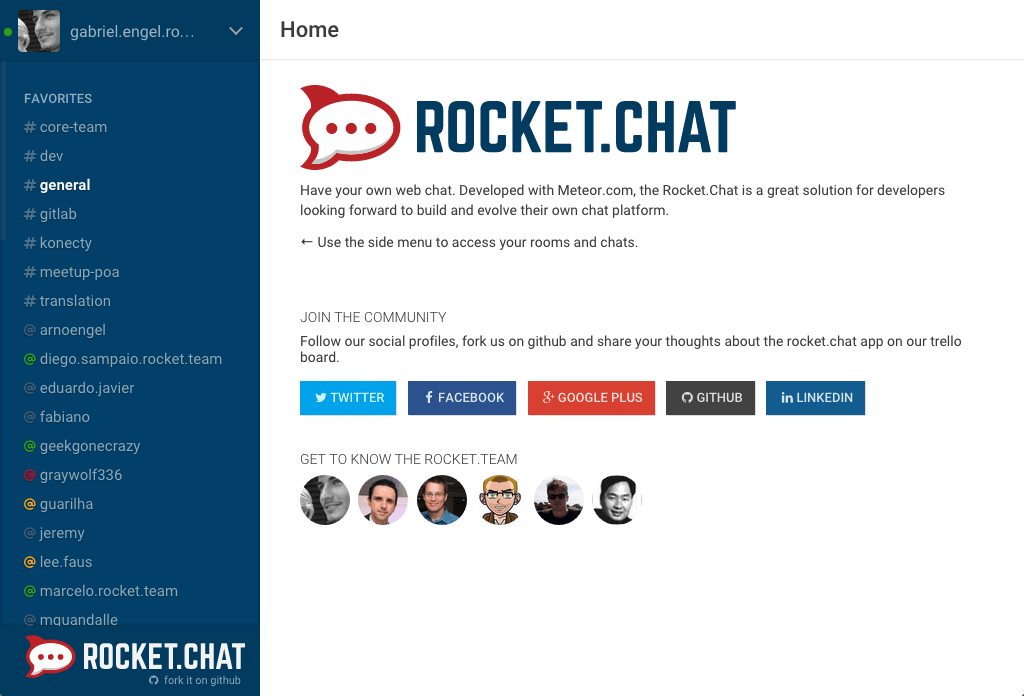 gabriel.engel.ro...
Home
FAVORITES
# core-team
# dev
# general
# gitlab
# konecty
# meetup-poa
# translation
@ arnoengel
@ diego.sampaio.rocket.team
@ eduardo.javier
@ fabiano
@ geekgonecrazy
@ graywolf336
@ guarilha
@ jeremy
@ lee.faus
@ marcelo.rocket.team
@ mquandalle
ROCKET.CHAT
fork it on github
ROCKET.CHAT
Have your own web chat. Developed with Meteor.com, the Rocket.Chat is a great solution for developers
looking forward to build and evolve their own chat platform.
← Use the side menu to access your rooms and chats.
JOIN THE COMMUNITY
Follow our social profiles, fork us on github and share your thoughts about the rocket.chat app on our trello
board.
TWITTER
FACEBOOK
GOOGLE PLUS
GITHUB
LINKEDIN
GET TO KNOW THE ROCKET.TEAM